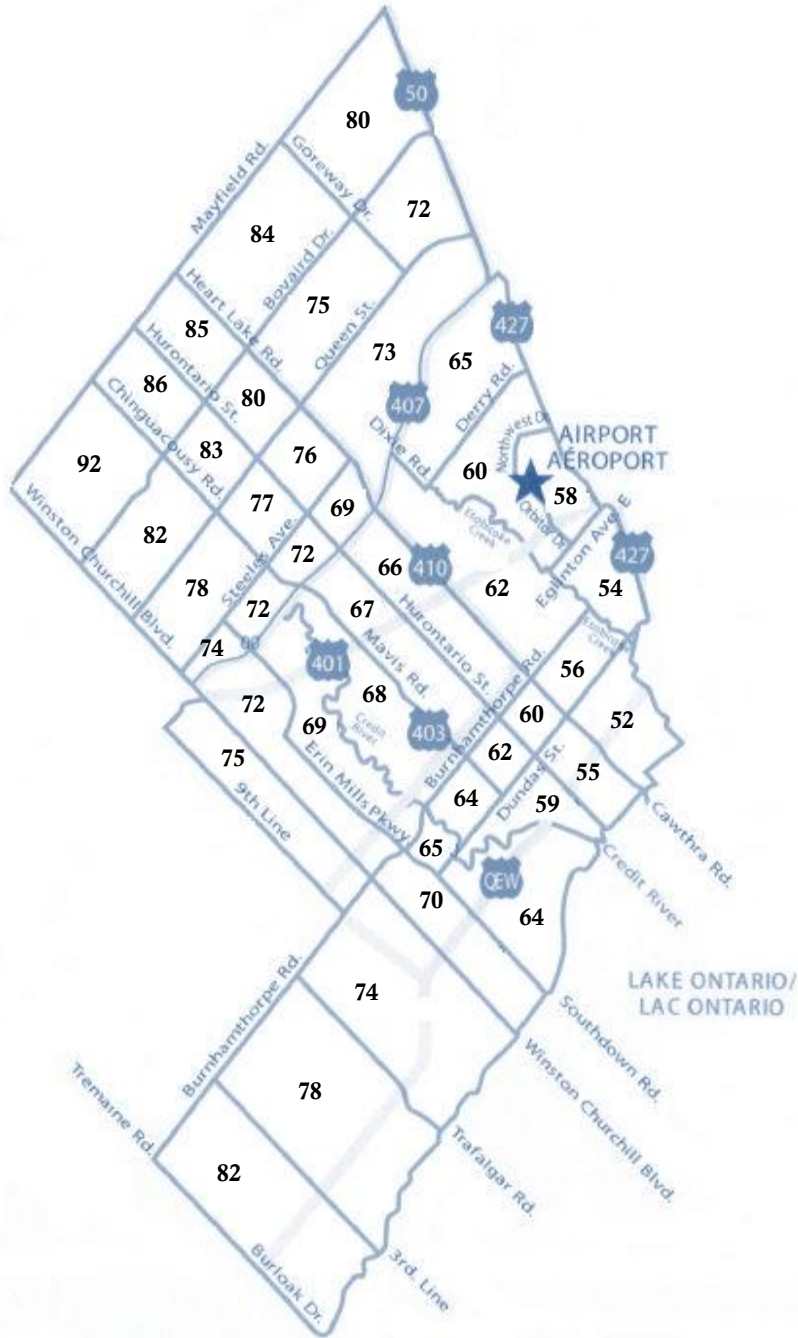 50
80
Mayfield Rd.
Goreway Dr.
72
84
Bovaird Dr.
Heart Lake Rd.
75
Queen St.
427
85
Hurontario St.
73
65
Derry Rd.
86
80
407
Chinguacousy Rd.
Dixie Rd.
Northwest Dr.
AIRPORT
AÉROPORT
92
83
76
60
58
Winston Churchill Blvd.
77
69
Etobicoke
Creek
Orbitor Dr.
Eglinton Ave. E
82
Steeles Ave.
72
66
410
427
78
72
67
62
54
Hurontario St.
Etobicoke
Creek
74
401
Mavis Rd.
68
Burnhamthorpe Rd.
56
72
69
Credit
River
403
60
52
75
62
Dundas St.
55
9th Line
Erin Mills Pkwy.
64
59
Cawthra Rd.
65
QEW
Credit River
70
64
74
LAKE ONTARIO/
LAC ONTARIO
Burnhamthorpe Rd.
Southdown Rd.
Winston Churchill Blvd.
Tremaine Rd.
78
Trafalgar Rd.
82
Burloak Dr.
3rd. Line